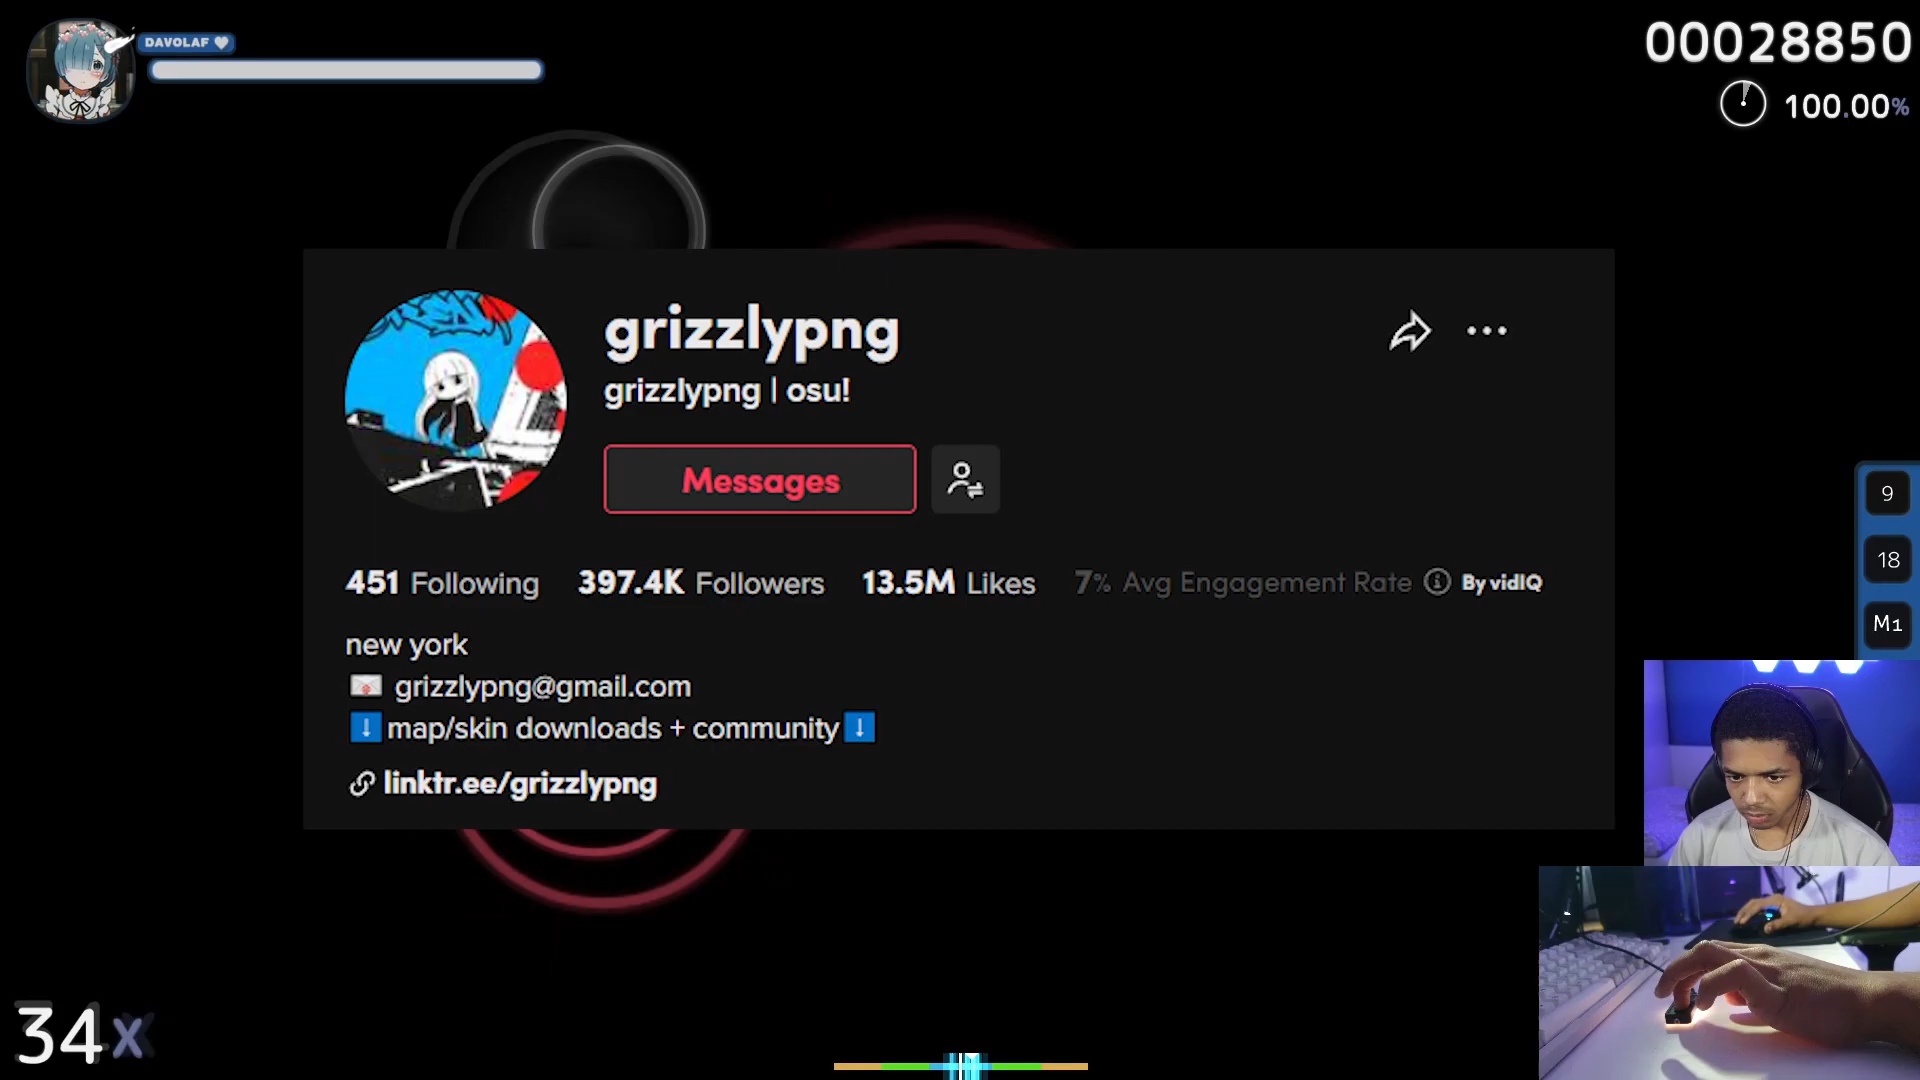 DAVOLAF
00028850
100.00%
grizzlypng
grizzlypng | osu!
Messages
451 Following 397.4K Followers 13.5M Likes 7% Avg Engagement Rate By vidIQ
new york
grizzlypng@gmail.com
map/skin downloads + community
linktr.ee/grizzlypng
9
18
M1
34x